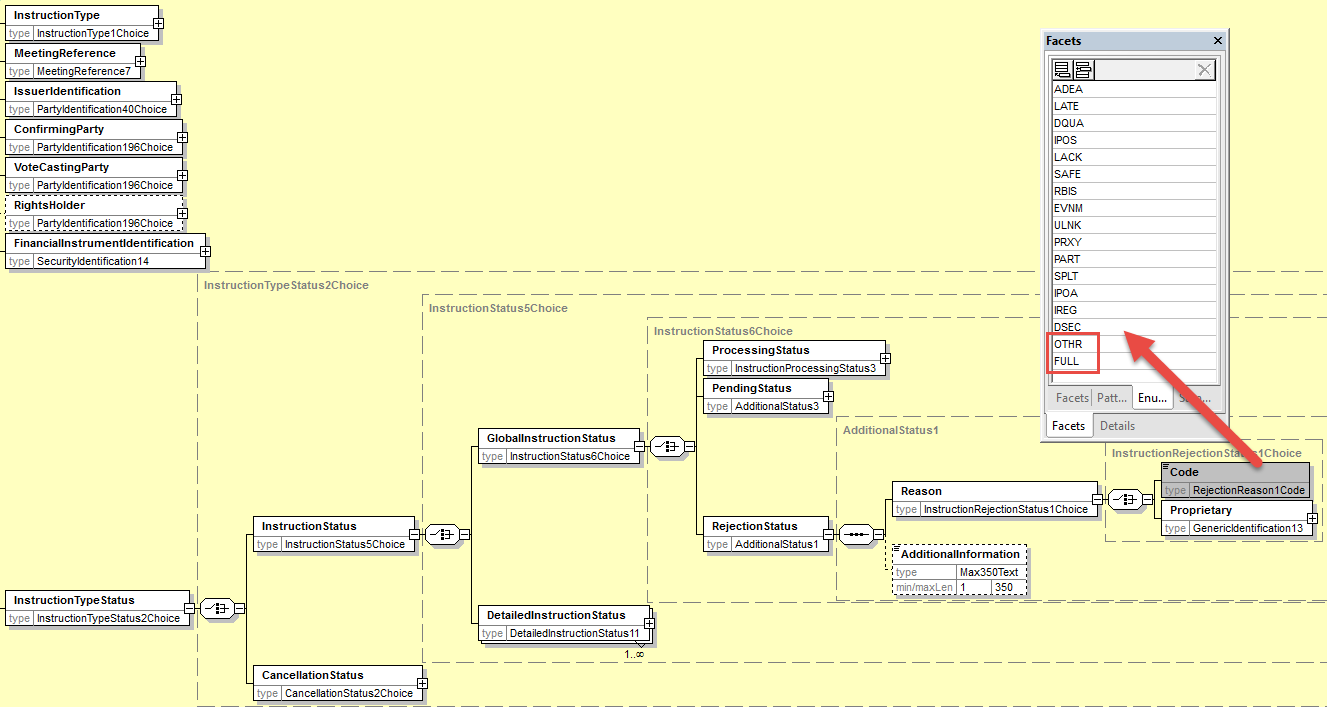 InstructionType
type InstructionType1Choice
MeetingReference
type MeetingReference7
IssuerIdentification
type PartyIdentification40Choice
ConfirmingParty
type PartyIdentification196Choice
VoteCastingParty
type PartyIdentification196Choice
RightsHolder
type PartyIdentification196Choice
FinancialInstrumentIdentification
type SecurityIdentification14
Facets
ADEA
LATE
DQUA
IPOS
LACK
SAFE
RBIS
EVNM
ULNK
PRXY
PART
SPLT
IPOA
IREG
DSEC
OTHR
FULL
Facets Patt... Enu...
Facets Details
InstructionTypeStatus2Choice
InstructionStatus5Choice
InstructionStatus6Choice
ProcessingStatus
type InstructionProcessingStatus3
PendingStatus
type AdditionalStatus3
AdditionalStatus1
GlobalInstructionStatus
type InstructionStatus6Choice
InstructionRejectionStatus1Choice
Code
type RejectionReason1Code
Reason
type InstructionRejectionStatus1Choice
Proprietary
type GenericIdentification13
InstructionStatus
type InstructionStatus5Choice
RejectionStatus
type AdditionalStatus1
AdditionalInformation
type Max350Text
min/maxLen 1 350
InstructionTypeStatus
type InstructionTypeStatus2Choice
DetailedInstructionStatus
type DetailedInstructionStatus11
1..∞
CancellationStatus
type CancellationStatus2Choice